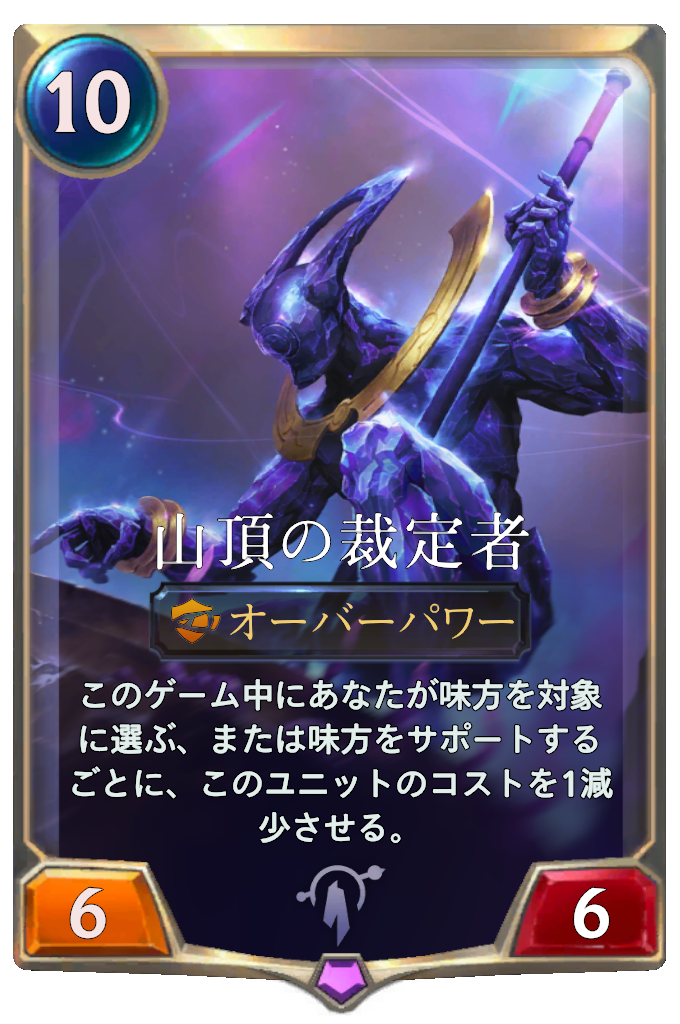 10
山頂の裁定者
オーバーパワー
このゲーム中にあなたが味方を対象
に選ぶ、または味方をサポートする
ごとに、このユニットのコストを1減
少させる。
6
6